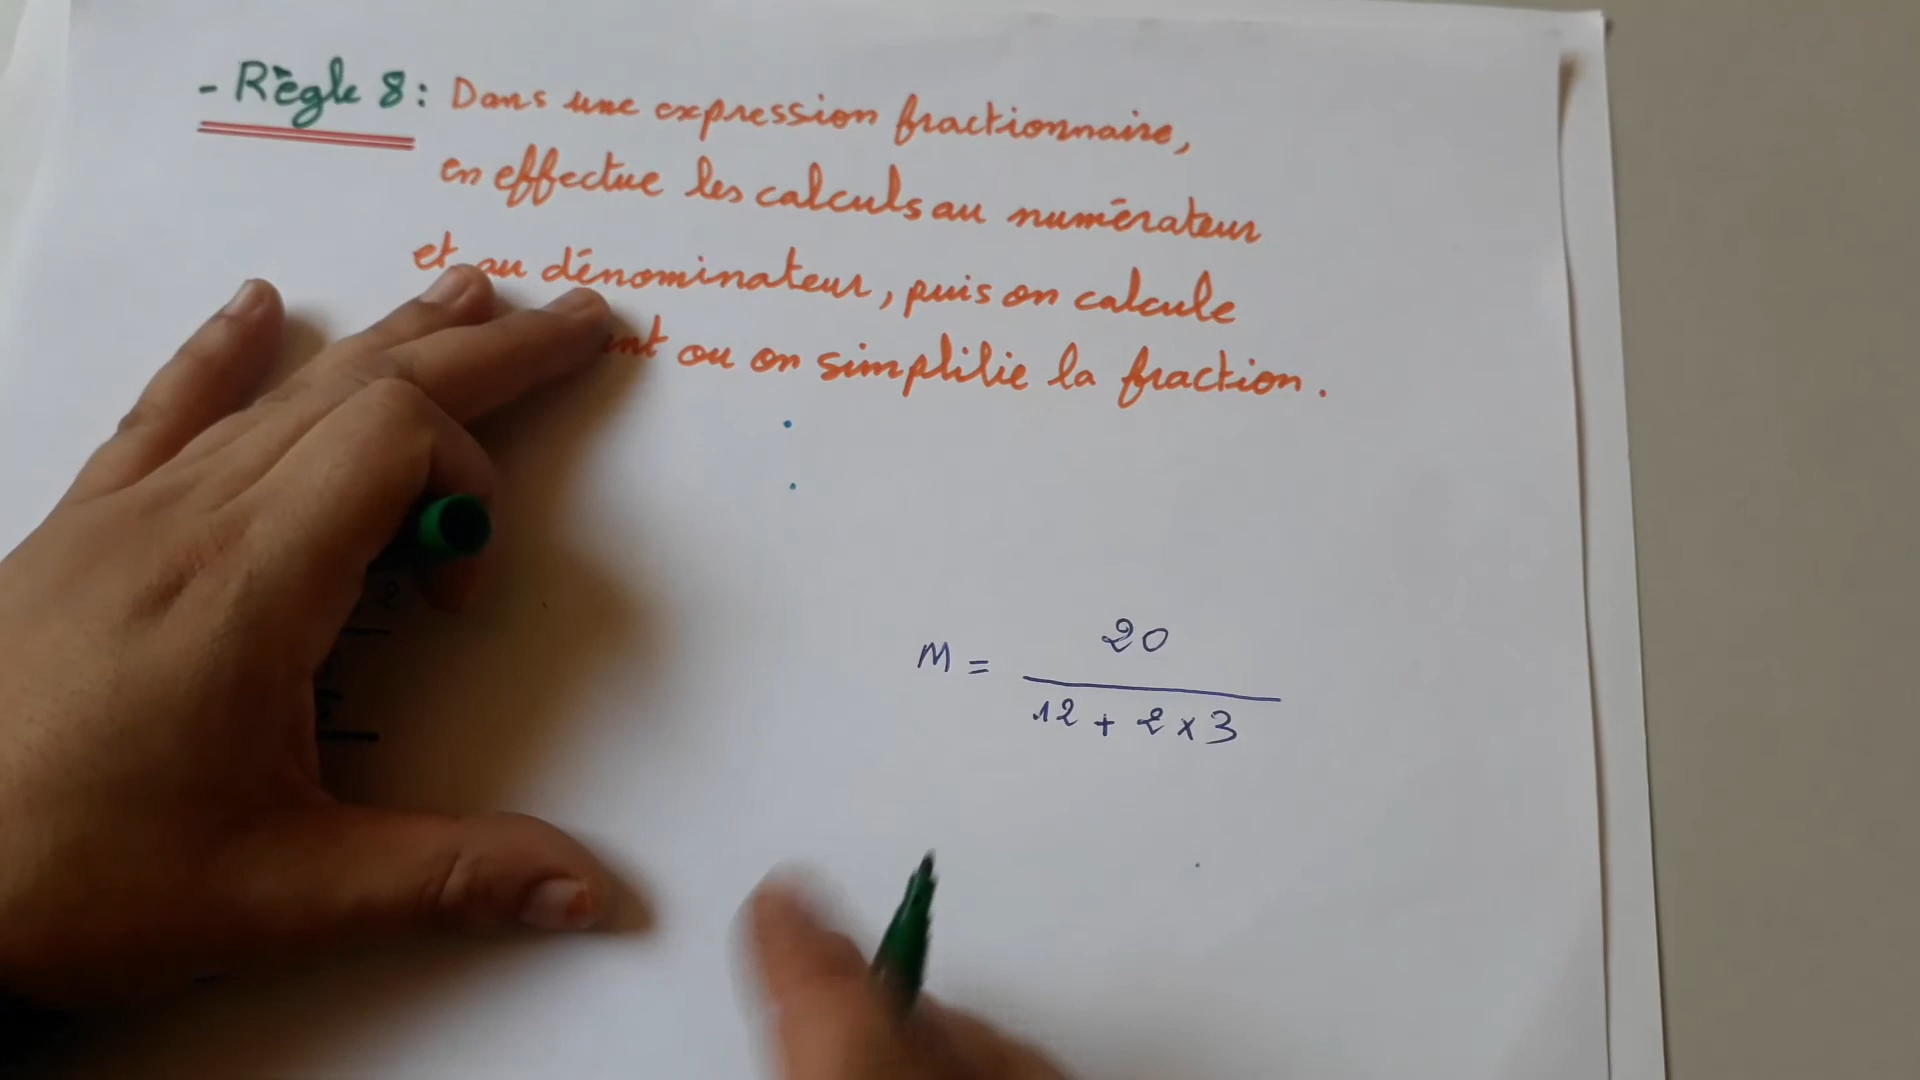 - Règle 8 : Dans une expression fractionnaire,
on effectue les calculs au numérateur
et au dénominateur, puis on calcule
ou on simplifie la fraction.
M = 20
12 + 2 x 3